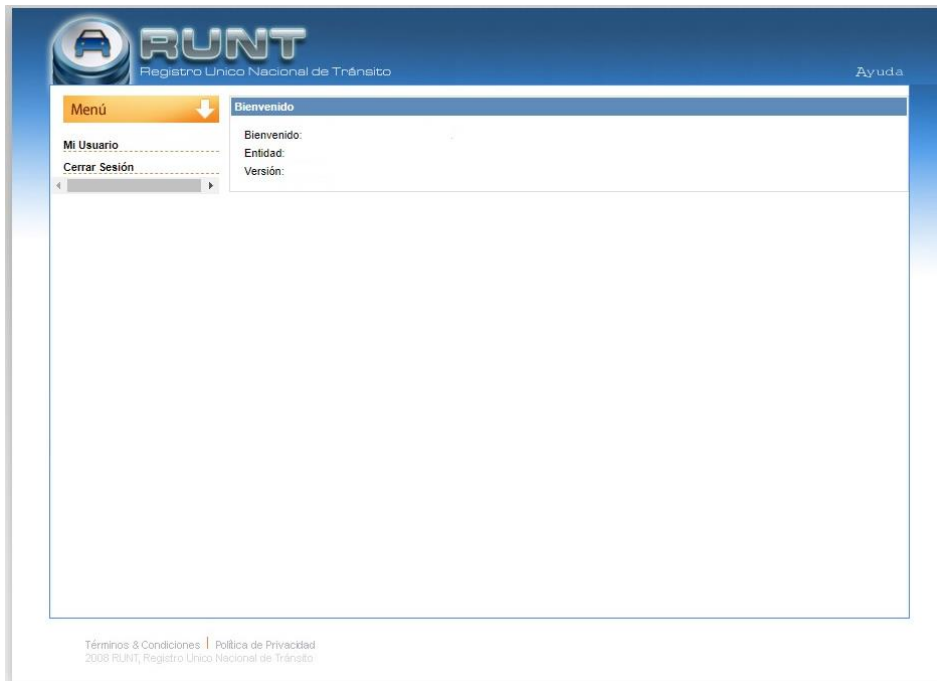 RUNT
Registro Unico Nacional de Tránsito
Ayuda
Menú
Mi Usuario
Cerrar Sesión
Bienvenido
Bienvenido:
Entidad:
Versión:
Términos & Condiciones | Política de Privacidad
2008 RUNT, Registro Unico Nacional de Tránsito